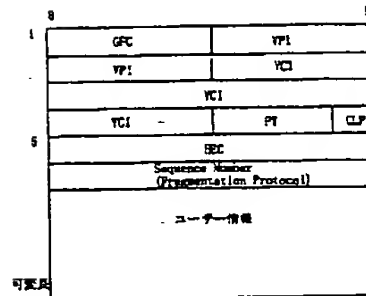 8
1 GFC VPI
VPI VCI
VCI
VCI - PT CLP
5 HEC
Sequence Number
(Fragmentation Protocol)
ユーザー情報
可変長